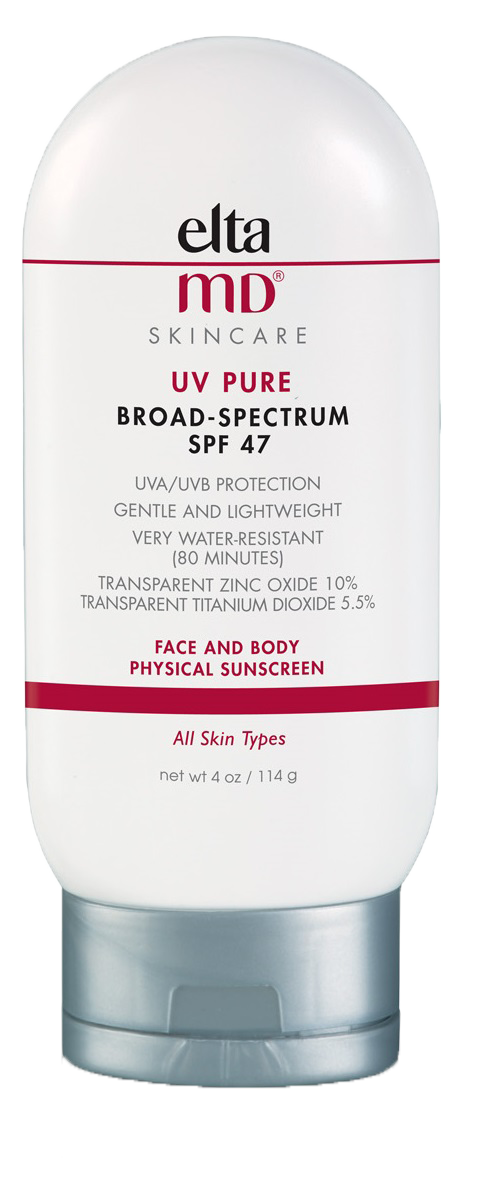 elta
MD®
SKINCARE
UV PURE
BROAD-SPECTRUM
SPF 47
UVA/UVB PROTECTION
GENTLE AND LIGHTWEIGHT
VERY WATER-RESISTANT
(80 MINUTES)
TRANSPARENT ZINC OXIDE 10%
TRANSPARENT TITANIUM DIOXIDE 5.5%
FACE AND BODY
PHYSICAL SUNSCREEN
All Skin Types
net wt 4 oz / 114 g